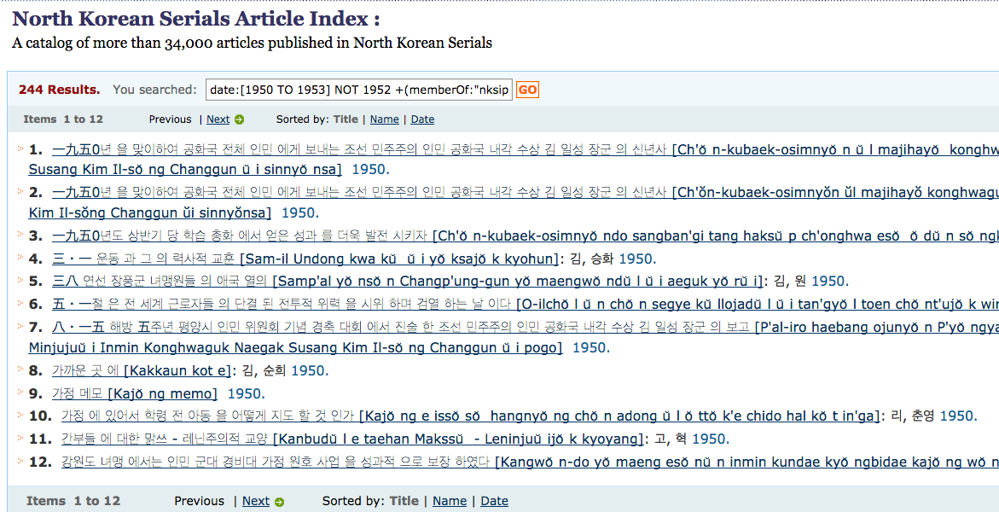 North Korean Serials Article Index :
A catalog of more than 34,000 articles published in North Korean Serials
244 Results. You searched: date:[1950 TO 1953] NOT 1952 +(memberOf:"nksip GO
Items 1 to 12 Previous | Next Sorted by: Title | Name | Date
1. 一九五0년 을 맞이하여 공화국 전체 인민 에게 보내는 조선 민주주의 인민 공화국 내각 수상 김 일성 장군 의 신년사 [Ch'ŏ n-kubaek-osimnyŏ n ŭ l majihayŏ konghw
Susang Kim Il-sŏ ng Changgun ŭ i sinnyŏ nsa] 1950.
2. 一九五0년 을 맞이하여 공화국 전체 인민 에게 보내는 조선 민주주의 인민 공화국 내각 수상 김 일성 장군 의 신년사 [Ch'ŏn-kubaek-osimnyŏn ŭl majihayŏ konghwagu
Kim Il-sŏng Changgun ŭi sinnyŏnsa] 1950.
3. 一九五0년도 상반기 당 학습 총화 에서 얻은 성과 를 더욱 발전 시키자 [Ch'ŏ n-kubaek-osimnyŏ ndo sangban'gi tang haksŭ p ch'onghwa esŏ ŏ dŭ n sŏ ngk
4. 三・一 운동 과 그 의 력사적 교훈 [Sam-il Undong kwa kŭ ŭ i yŏ ksajŏ k kyohun]: 김, 승화 1950.
5. 三八 연선 장풍군 녀맹원들 의 애국 열의 [Samp'al yŏ nsŏ n Changp'ung-gun yŏ maengwŏ ndŭ l ŭ i aeguk yŏ rŭ i]: 김, 원 1950.
6. 五・一절 은 전 세계 근로자들 의 단결 된 전투적 위력 을 시위 하며 검열 하는 날 이다 [O-ilchŏ l ŭ n chŏ n segye kŭ llojadŭ l ŭ i tan'gyŏ l toen chŏ nt'ujŏ k wir
7. 八・一五 해방 五주년 평양시 인민 위원회 기념 경축 대회 에서 진술 한 조선 민주주의 인민 공화국 내각 수상 김 일성 장군 의 보고 [P'al-iro haebang ojunyŏ n P'yŏ ngya
Minjujuŭ i Inmin Konghwaguk Naegak Susang Kim Il-sŏ ng Changgun ŭ i pogo] 1950.
8. 가까운 곳 에 [Kakkaun kot e]: 김, 순희 1950.
9. 가정 메모 [Kajŏ ng memo] 1950.
10. 가정 에 있어서 학령 전 아동 을 어떻게 지도 할 것 인가 [Kajŏ ng e issŏ sŏ hangnyŏ ng chŏ n adong ŭ l ŏ ttŏ k'e chido hal kŏ t in'ga]: 리, 춘영 1950.
11. 간부들 에 대한 맑쓰 - 레닌주의적 교양 [Kanbudŭ l e taehan Makssŭ - Leninjuŭ ijŏ k kyoyang]: 고, 혁 1950.
12. 강원도 녀맹 에서는 인민 군대 경비대 가정 원호 사업 을 성과적 으로 보장 하였다 [Kangwŏ n-do yŏ maeng esŏ nŭ n inmin kundae kyŏ ngbidae kajŏ ng wŏ n
Items 1 to 12 Previous | Next Sorted by: Title | Name | Date